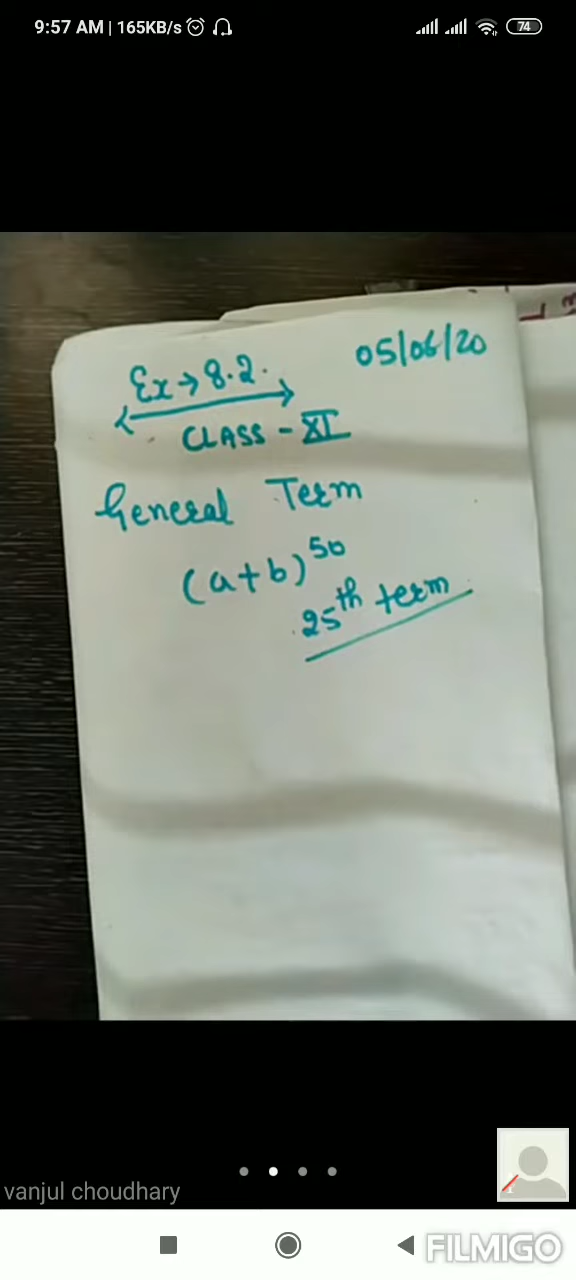 9:57 AM | 165KB/s
74
Ex → 8.2.
05/06/20
CLASS - XI
General Term
(a+b)^50
25th term
vanjul choudhary
FILMIGO